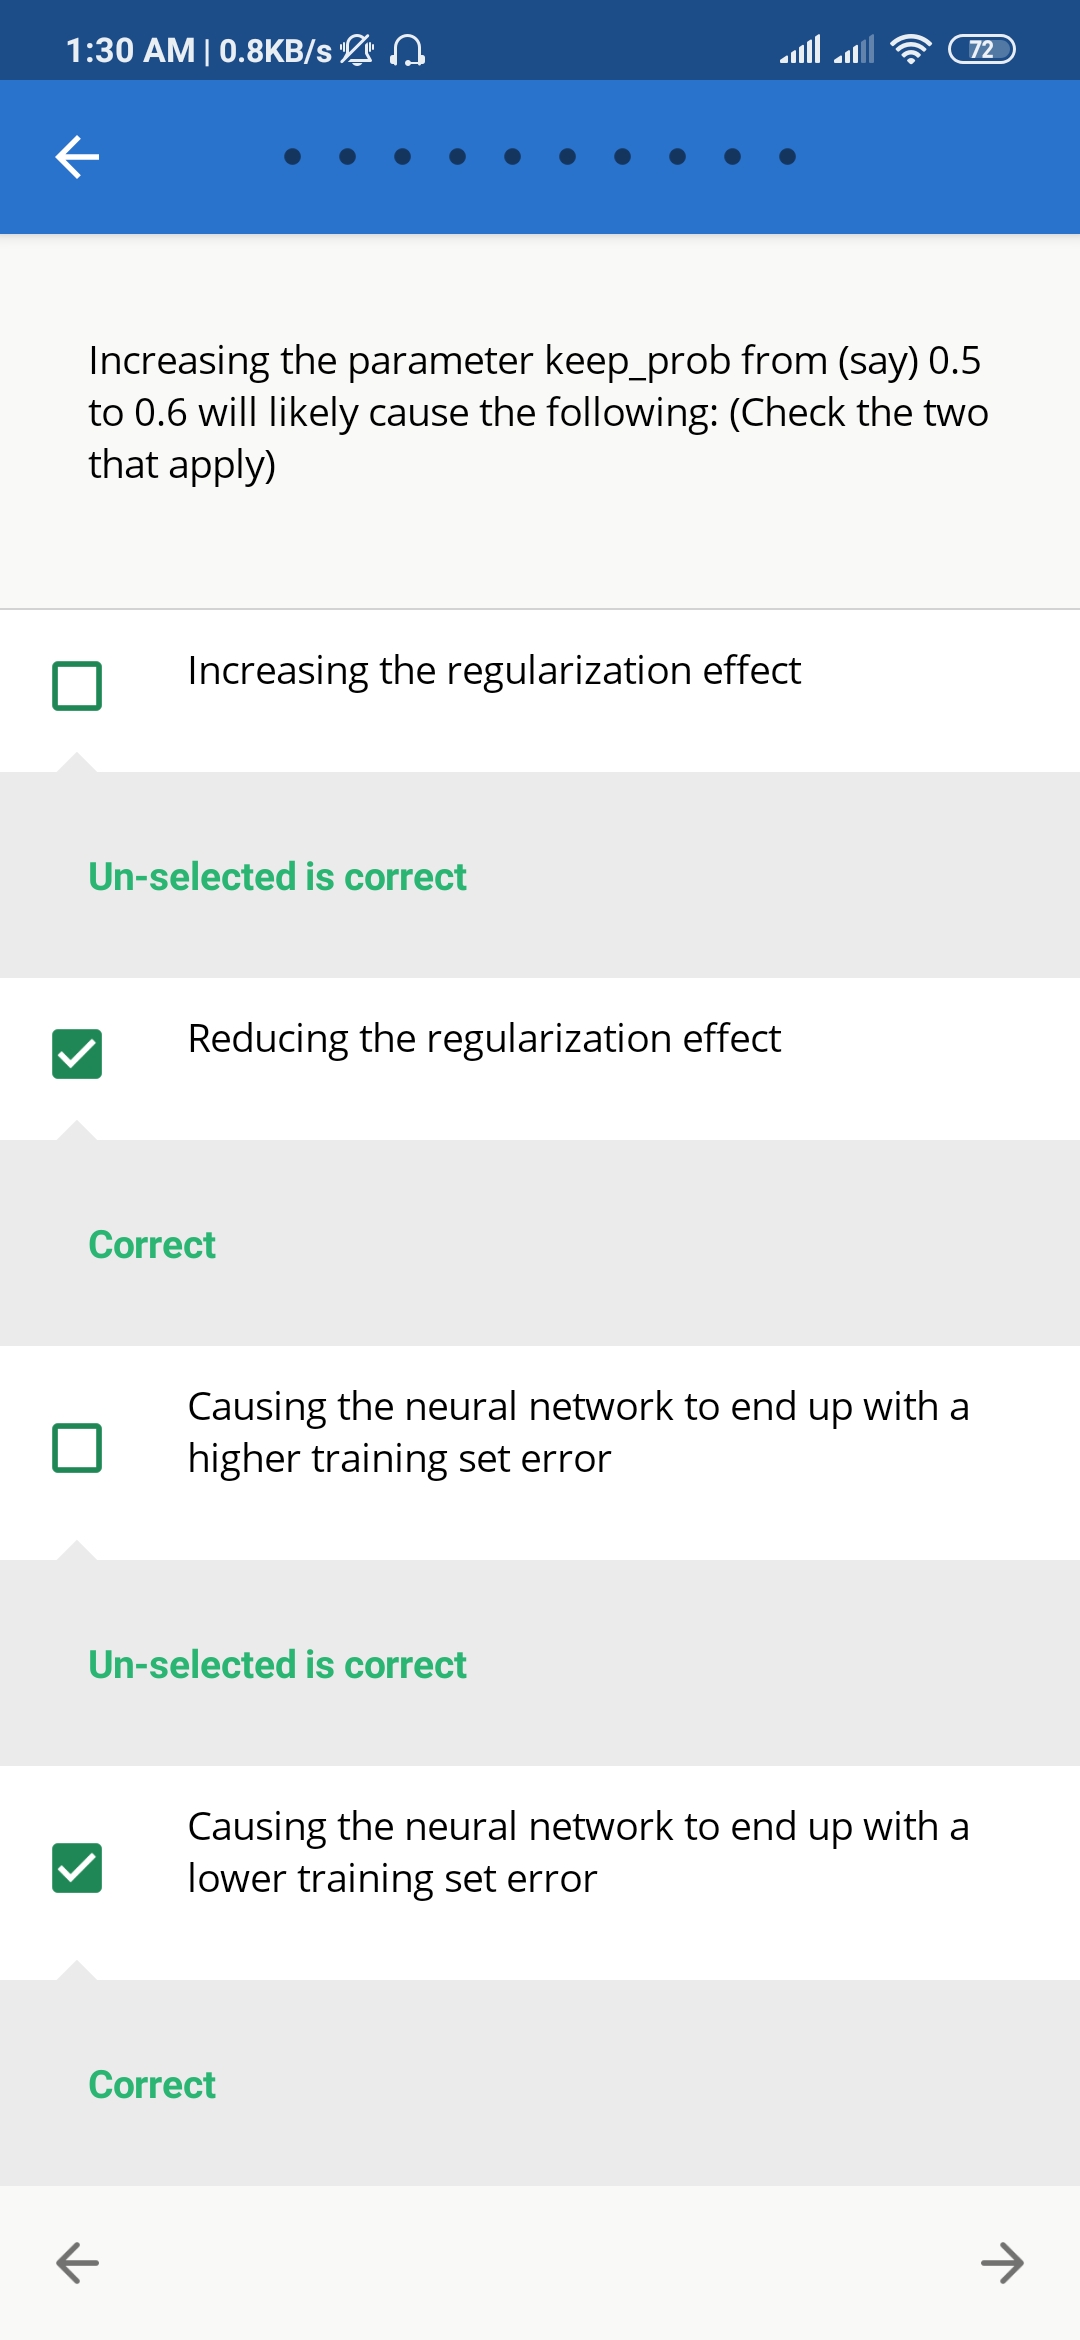 1:30 AM | 0.8KB/s
72
Increasing the parameter keep_prob from (say) 0.5
to 0.6 will likely cause the following: (Check the two
that apply)
Increasing the regularization effect
Un-selected is correct
Reducing the regularization effect
Correct
Causing the neural network to end up with a
higher training set error
Un-selected is correct
Causing the neural network to end up with a
lower training set error
Correct